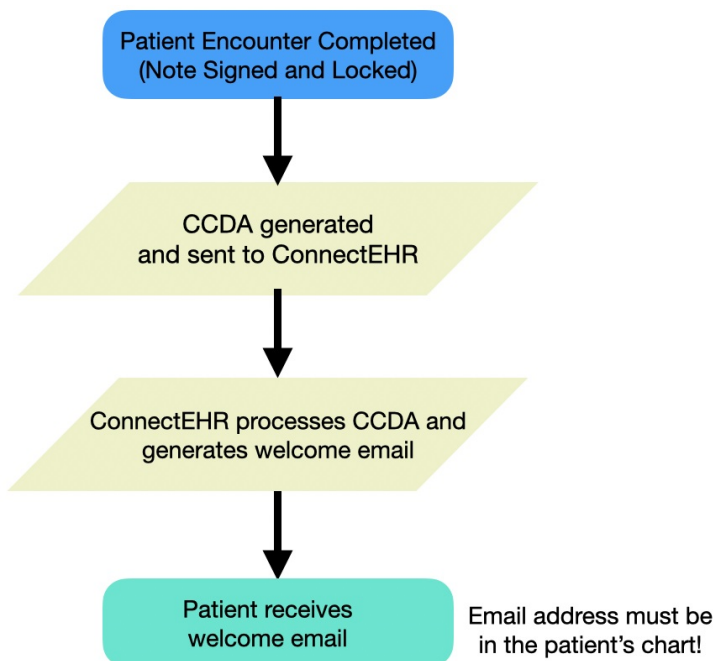 Patient Encounter Completed
(Note Signed and Locked)
CCDA generated
and sent to ConnectEHR
ConnectEHR processes CCDA and
generates welcome email
Patient receives
welcome email
Email address must be
in the patient’s chart!